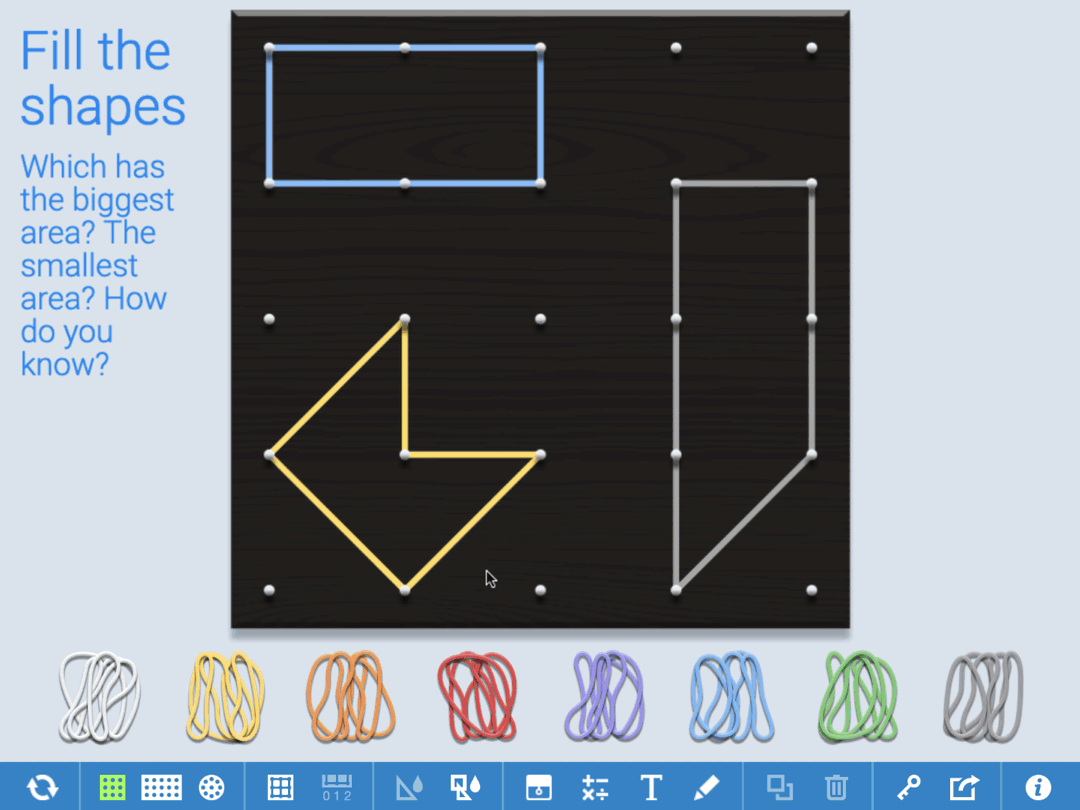 Fill the
shapes
Which has
the biggest
area? The
smallest
area? How
do you
know?
0 1 2
T
i